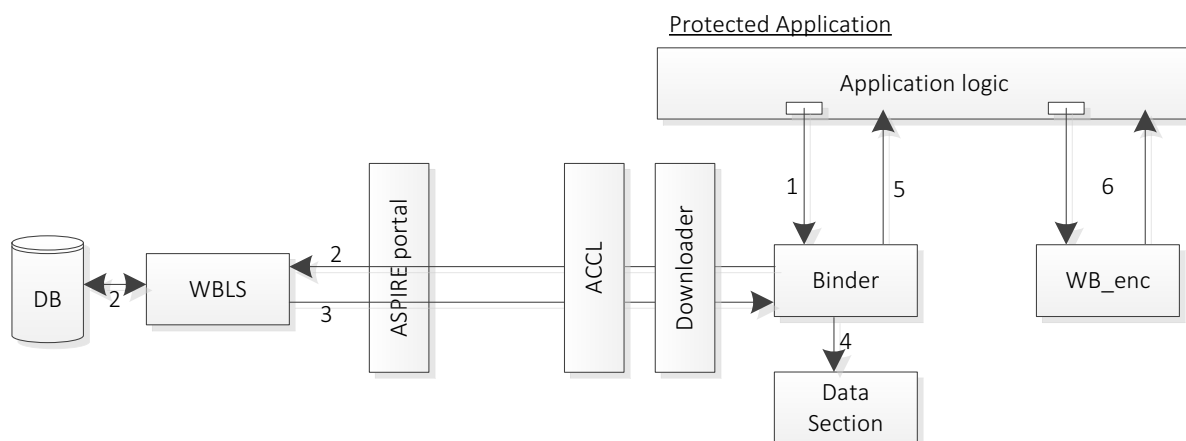 Protected Application
Application logic
1
5
6
ASPIRE portal
ACCL
Downloader
DB
2
WBLS
2
3
Binder
WB_enc
4
Data
Section